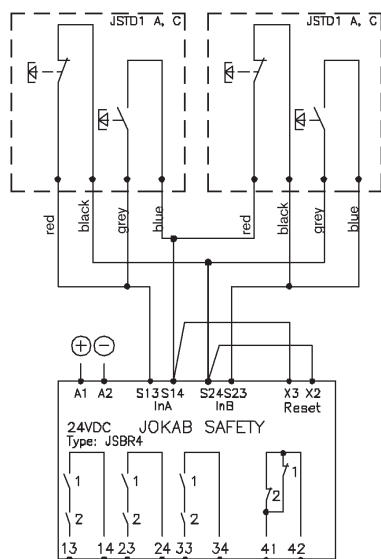 JSTD1 A, C JSTD1 A, C
red black grey blue red black grey blue
+ −
A1 A2 S13 S14 S24 S23 X3 X2
InA InB Reset
24VDC JOKAB SAFETY
Type: JSBR4
1 1 1 1
2 2 2 2
13 14 23 24 33 34 41 42